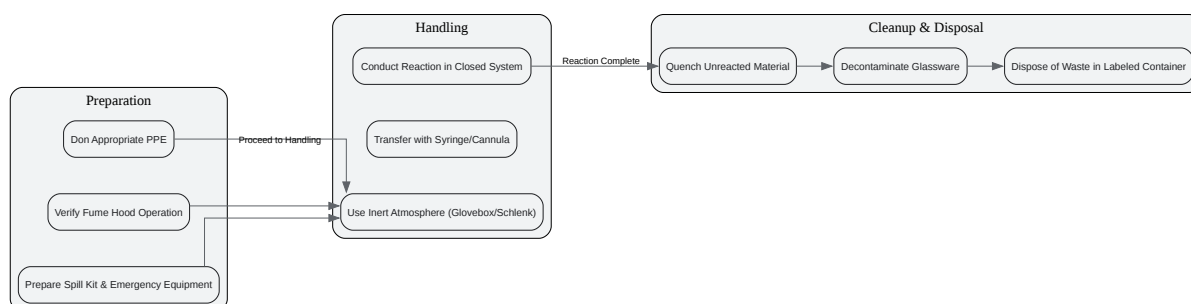 Preparation
Don Appropriate PPE
Verify Fume Hood Operation
Prepare Spill Kit & Emergency Equipment
Proceed to Handling
Handling
Conduct Reaction in Closed System
Transfer with Syringe/Cannula
Use Inert Atmosphere (Glovebox/Schlenk)
Reaction Complete
Cleanup & Disposal
Quench Unreacted Material
Decontaminate Glassware
Dispose of Waste in Labeled Container